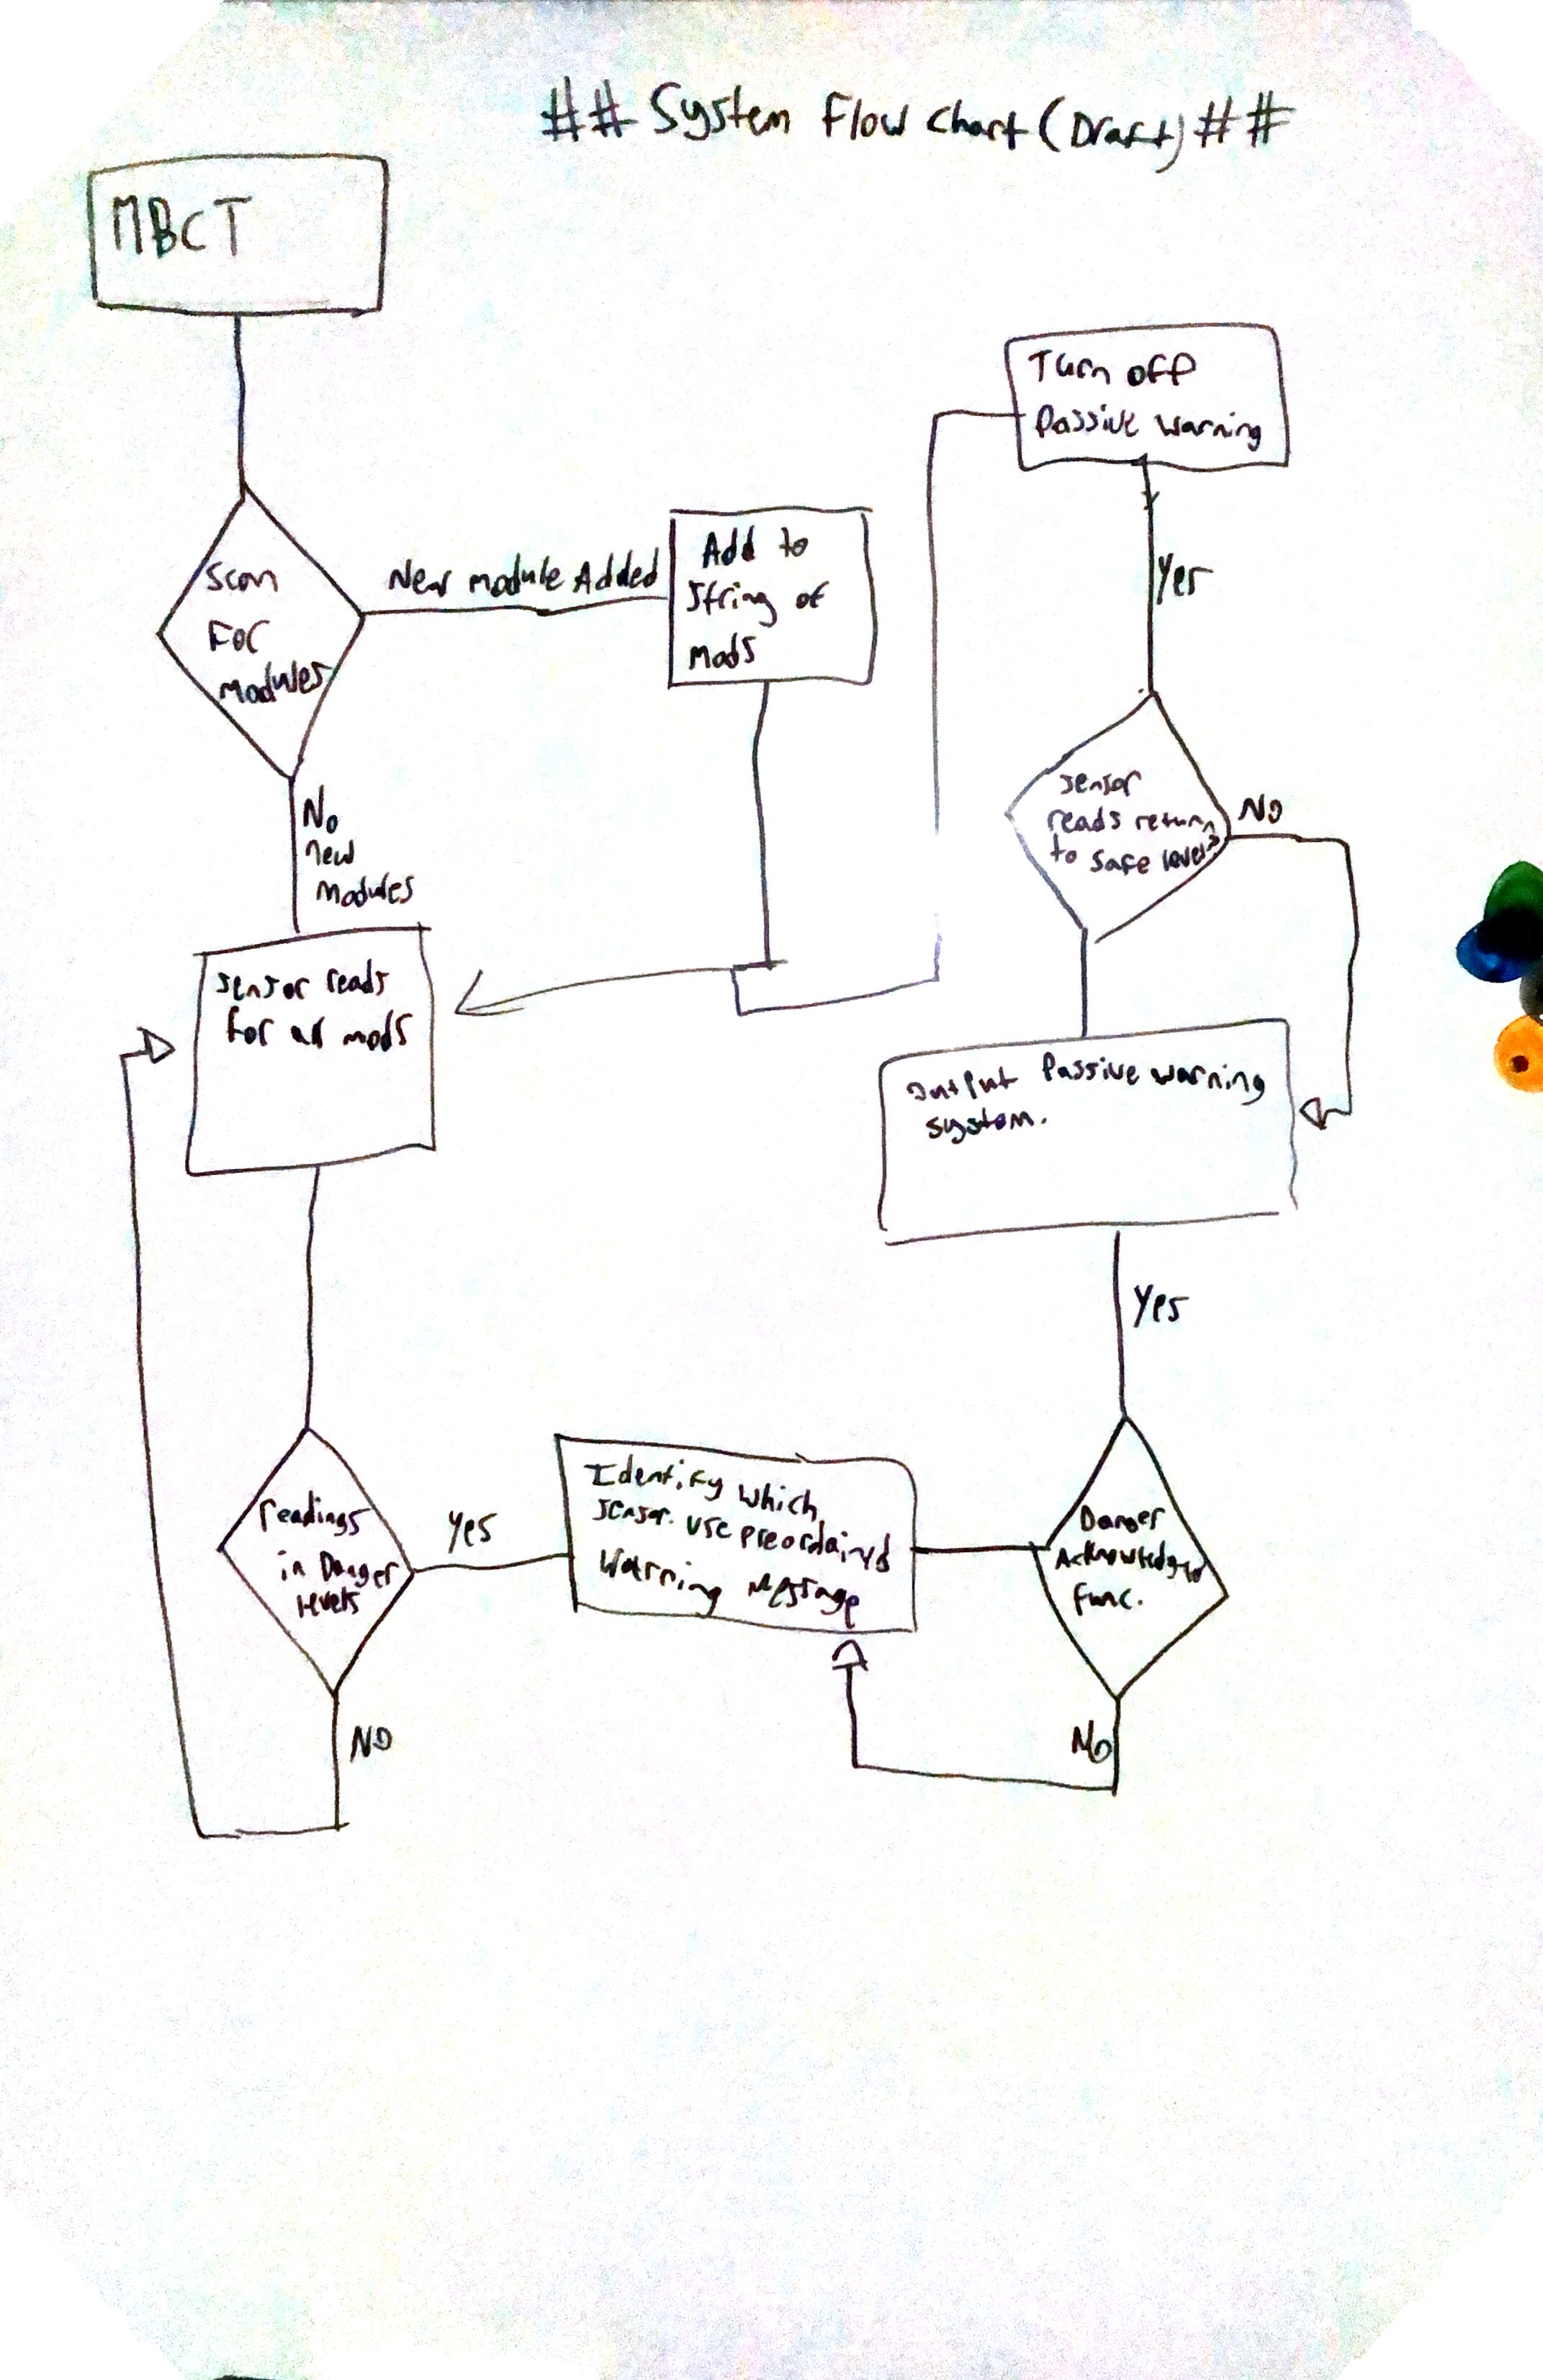 ## System Flow Chart (Draft) ##
MBCT
Turn off
Passive Warning
Yes
Scan
For
Modules
New Module Added
Add to
String of
Mods
No
new
Modules
Sensor
reads return
to safe levels?
No
Sensor reads
for all mods
Output Passive Warning
system.
Yes
readings
in Danger
levels
Yes
Identify which
sensor. Use preordained
Warning Message
Danger
Acknowledged
func.
No
No